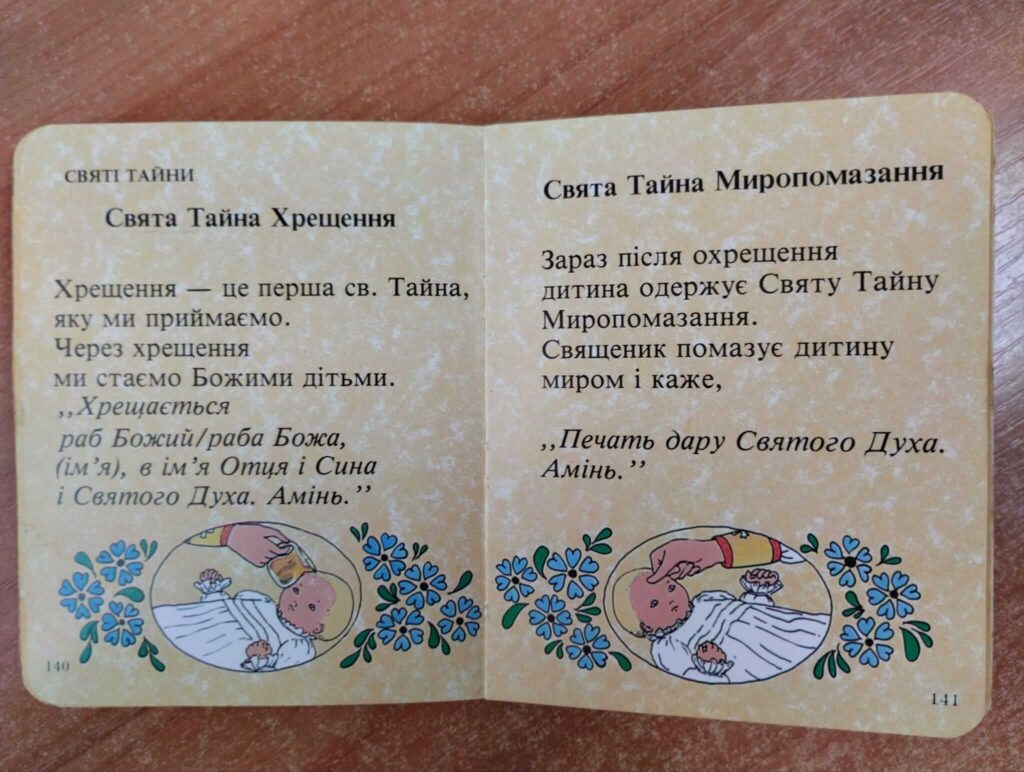 СВЯТІ ТАЙНИ
Свята Тайна Хрещення
Хрещення — це перша св. Тайна,
яку ми приймаємо.
Через хрещення
ми стаємо Божими дітьми.
,,Хрещається
раб Божий/раба Божа,
(ім’я), в ім’я Отця і Сина
і Святого Духа. Амінь.’’
140
Свята Тайна Миропомазання
Зараз після охрещення
дитина одержує Святу Тайну
Миропомазання.
Священик помазує дитину
миром і каже,
,,Печать дару Святого Духа.
Амінь.’’
141